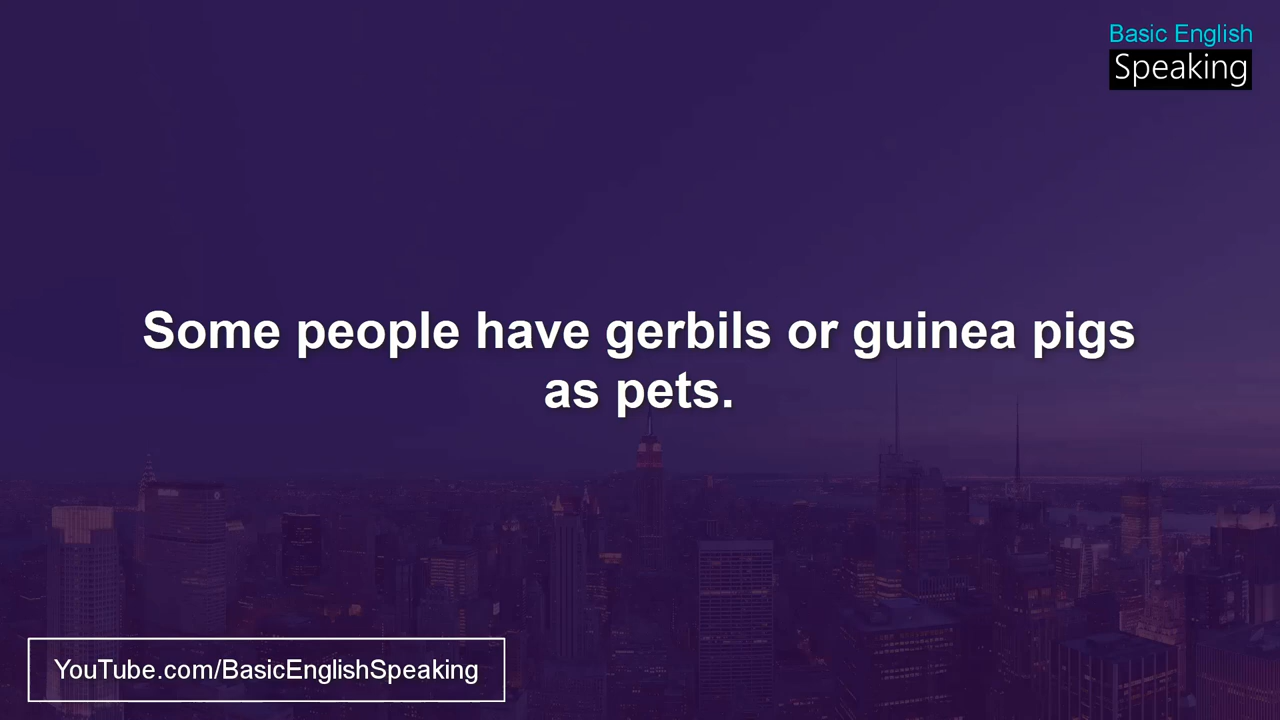 Basic English
Speaking
Some people have gerbils or guinea pigs
as pets.
YouTube.com/BasicEnglishSpeaking